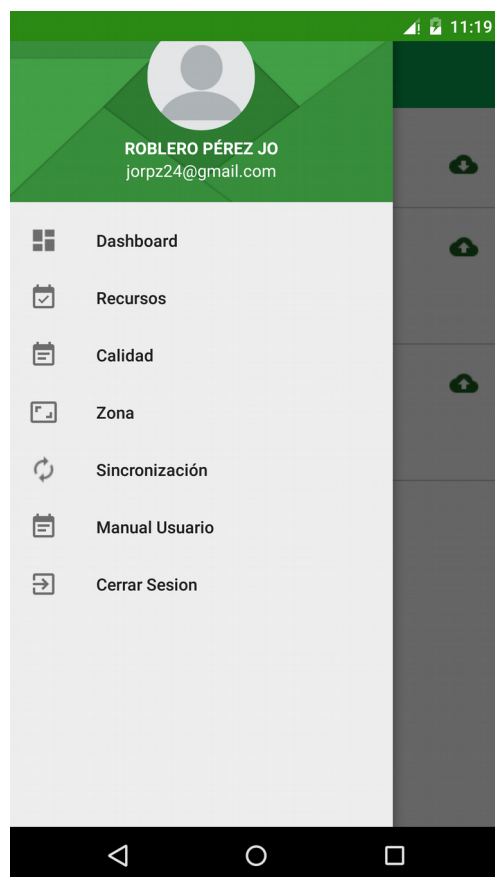 11:19
ROBLERO PÉREZ JO
jorpz24@gmail.com
Dashboard
Recursos
Calidad
Zona
Sincronización
Manual Usuario
Cerrar Sesion